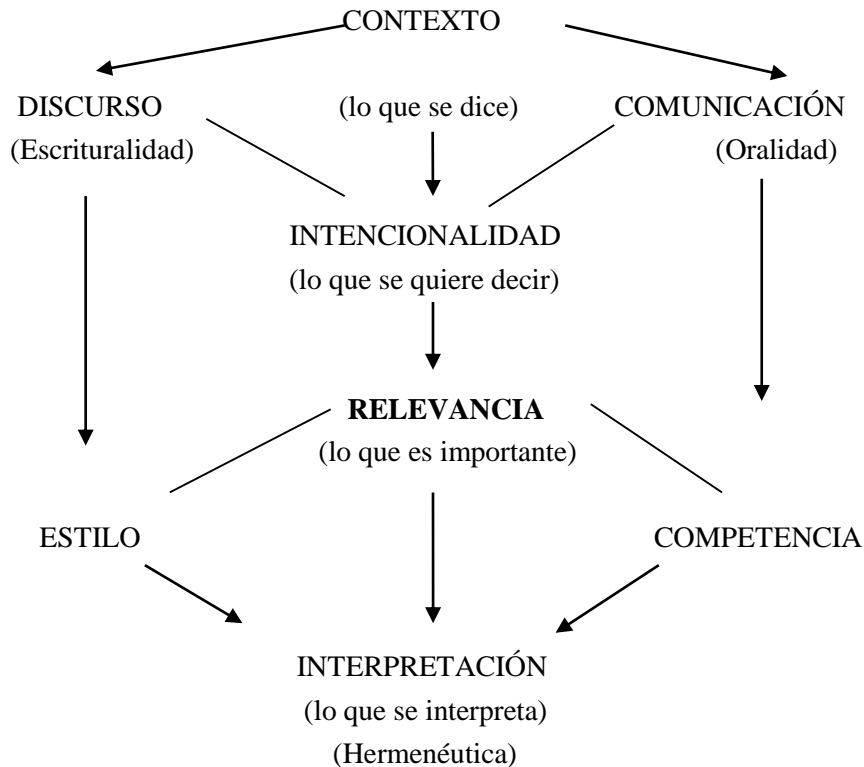 CONTEXTO
DISCURSO (lo que se dice) COMUNICACIÓN
(Escrituralidad) (Oralidad)
INTENCIONALIDAD
(lo que se quiere decir)
RELEVANCIA
(lo que es importante)
ESTILO COMPETENCIA
INTERPRETACIÓN
(lo que se interpreta)
(Hermenéutica)